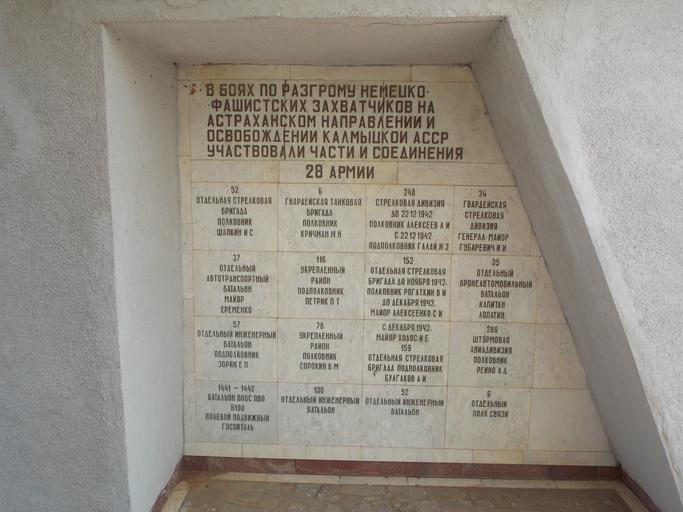 В БОЯХ ПО РАЗГРОМУ НЕМЕЦКО-
ФАШИСТСКИХ ЗАХВАТЧИКОВ НА
АСТРАХАНСКОМ НАПРАВЛЕНИИ И
ОСВОБОЖДЕНИИ КАЛМЫЦКОЙ АССР
УЧАСТВОВАЛИ ЧАСТИ И СОЕДИНЕНИЯ
28 АРМИИ
52
ОТДЕЛЬНАЯ СТРЕЛКОВАЯ
БРИГАДА
ПОЛКОВНИК
ШАПКИН И С
6
ГВАРДЕЙСКАЯ ТАНКОВАЯ
БРИГАДА
ПОЛКОВНИК
КРИЧМАН М Н
248
СТРЕЛКОВАЯ ДИВИЗИЯ
ДО 22 12 1942
ПОЛКОВНИК АЛЕКСЕЕВ Л И
С 22 12 1942
ПОДПОЛКОВНИК ГАЛАЙ Н З
34
ГВАРДЕЙСКАЯ
СТРЕЛКОВАЯ
ДИВИЗИЯ
ГЕНЕРАЛ-МАЙОР
ГУБАРЕВИЧ И И
37
ОТДЕЛЬНЫЙ
АВТОТРАНСПОРТНЫЙ
БАТАЛЬОН
МАЙОР
ЕРЕМЕНКО
116
УКРЕПЛЕННЫЙ
РАЙОН
ПОДПОЛКОВНИК
ПЕТРИК П Т
152
ОТДЕЛЬНАЯ СТРЕЛКОВАЯ
БРИГАДА ДО НОЯБРЯ 1942.
ПОЛКОВНИК РОГАТКИН В И
ДО ДЕКАБРЯ 1942.
МАЙОР АЛЕКСЕЕНКО С И
35
ОТДЕЛЬНЫЙ
БРОНЕАВТОМОБИЛЬНЫЙ
БАТАЛЬОН
КАПИТАН
ЛОПАТИН
57
ОТДЕЛЬНЫЙ ИНЖЕНЕРНЫЙ
БАТАЛЬОН
ПОДПОЛКОВНИК
ЗОРЯН Е П
78
УКРЕПЛЕННЫЙ
РАЙОН
ПОЛКОВНИК
СОРОКИН В М
С ДЕКАБРЯ 1942.
МАЙОР ХОДОС И Е
159
ОТДЕЛЬНАЯ СТРЕЛКОВАЯ
БРИГАДА ПОДПОЛКОВНИК
БУЛГАКОВ А И
289
ШТУРМОВАЯ
АВИАДИВИЗИЯ
ПОЛКОВНИК
РЕЙНО Л Д
1441 – 1442
БАТАЛЬОН ВНОС ПВО
5198
ПОЛЕВОЙ ПОДВИЖНЫЙ
ГОСПИТАЛЬ
130
ОТДЕЛЬНЫЙ ИНЖЕНЕРНЫЙ
БАТАЛЬОН
52
ОТДЕЛЬНЫЙ ИНЖЕНЕРНЫЙ
БАТАЛЬОН
6
ОТДЕЛЬНЫЙ
ПОЛК СВЯЗИ